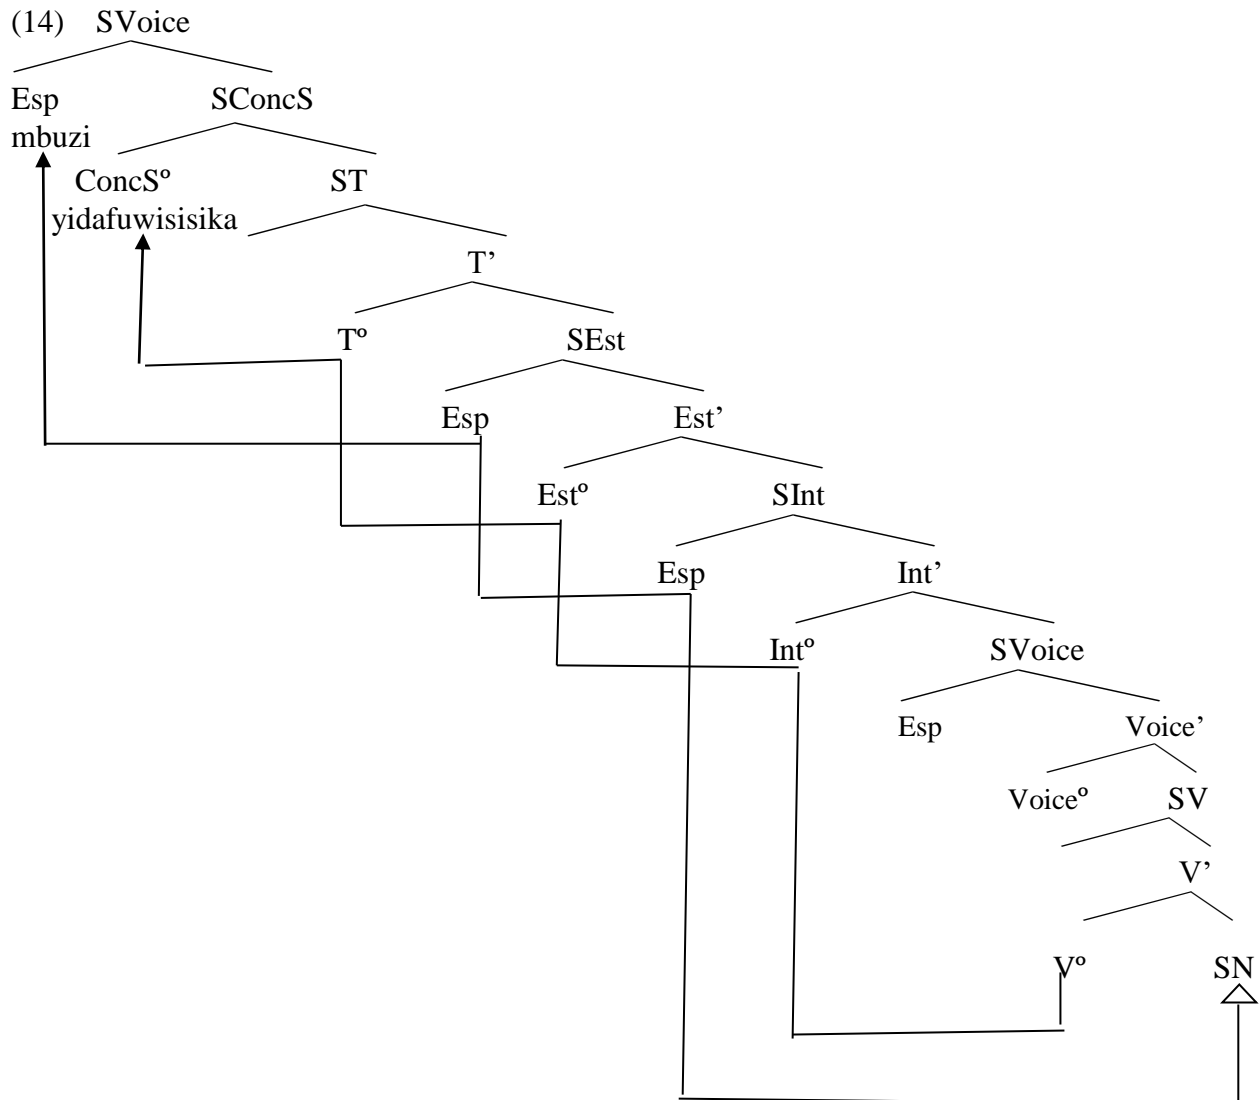 (14) SVoice
Esp SConcS
mbuzi
ConcSº ST
yidafuwisisika
T’
Tº SEst
Esp Est’
Estº SInt
Esp Int’
Intº SVoice
Esp Voice’
Voiceº SV
V’
Vº SN